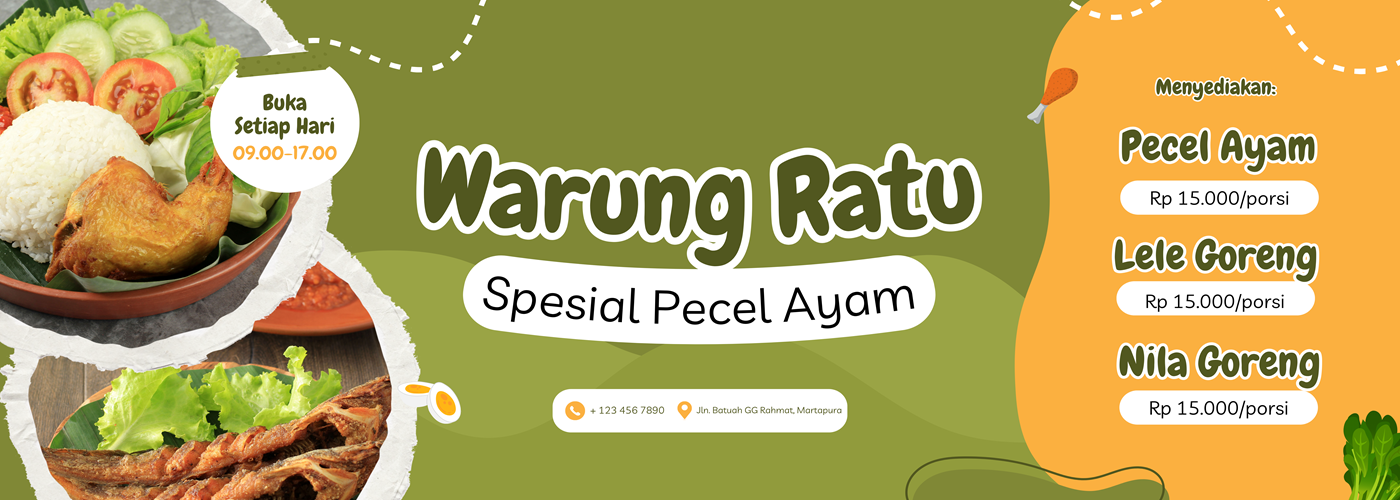 Buka
Setiap Hari
09.00-17.00
Warung Ratu
Spesial Pecel Ayam
+ 123 456 7890
Jln. Batuah GG Rahmat, Martapura
Menyediakan:
Pecel Ayam
Rp 15.000/porsi
Lele Goreng
Rp 15.000/porsi
Nila Goreng
Rp 15.000/porsi